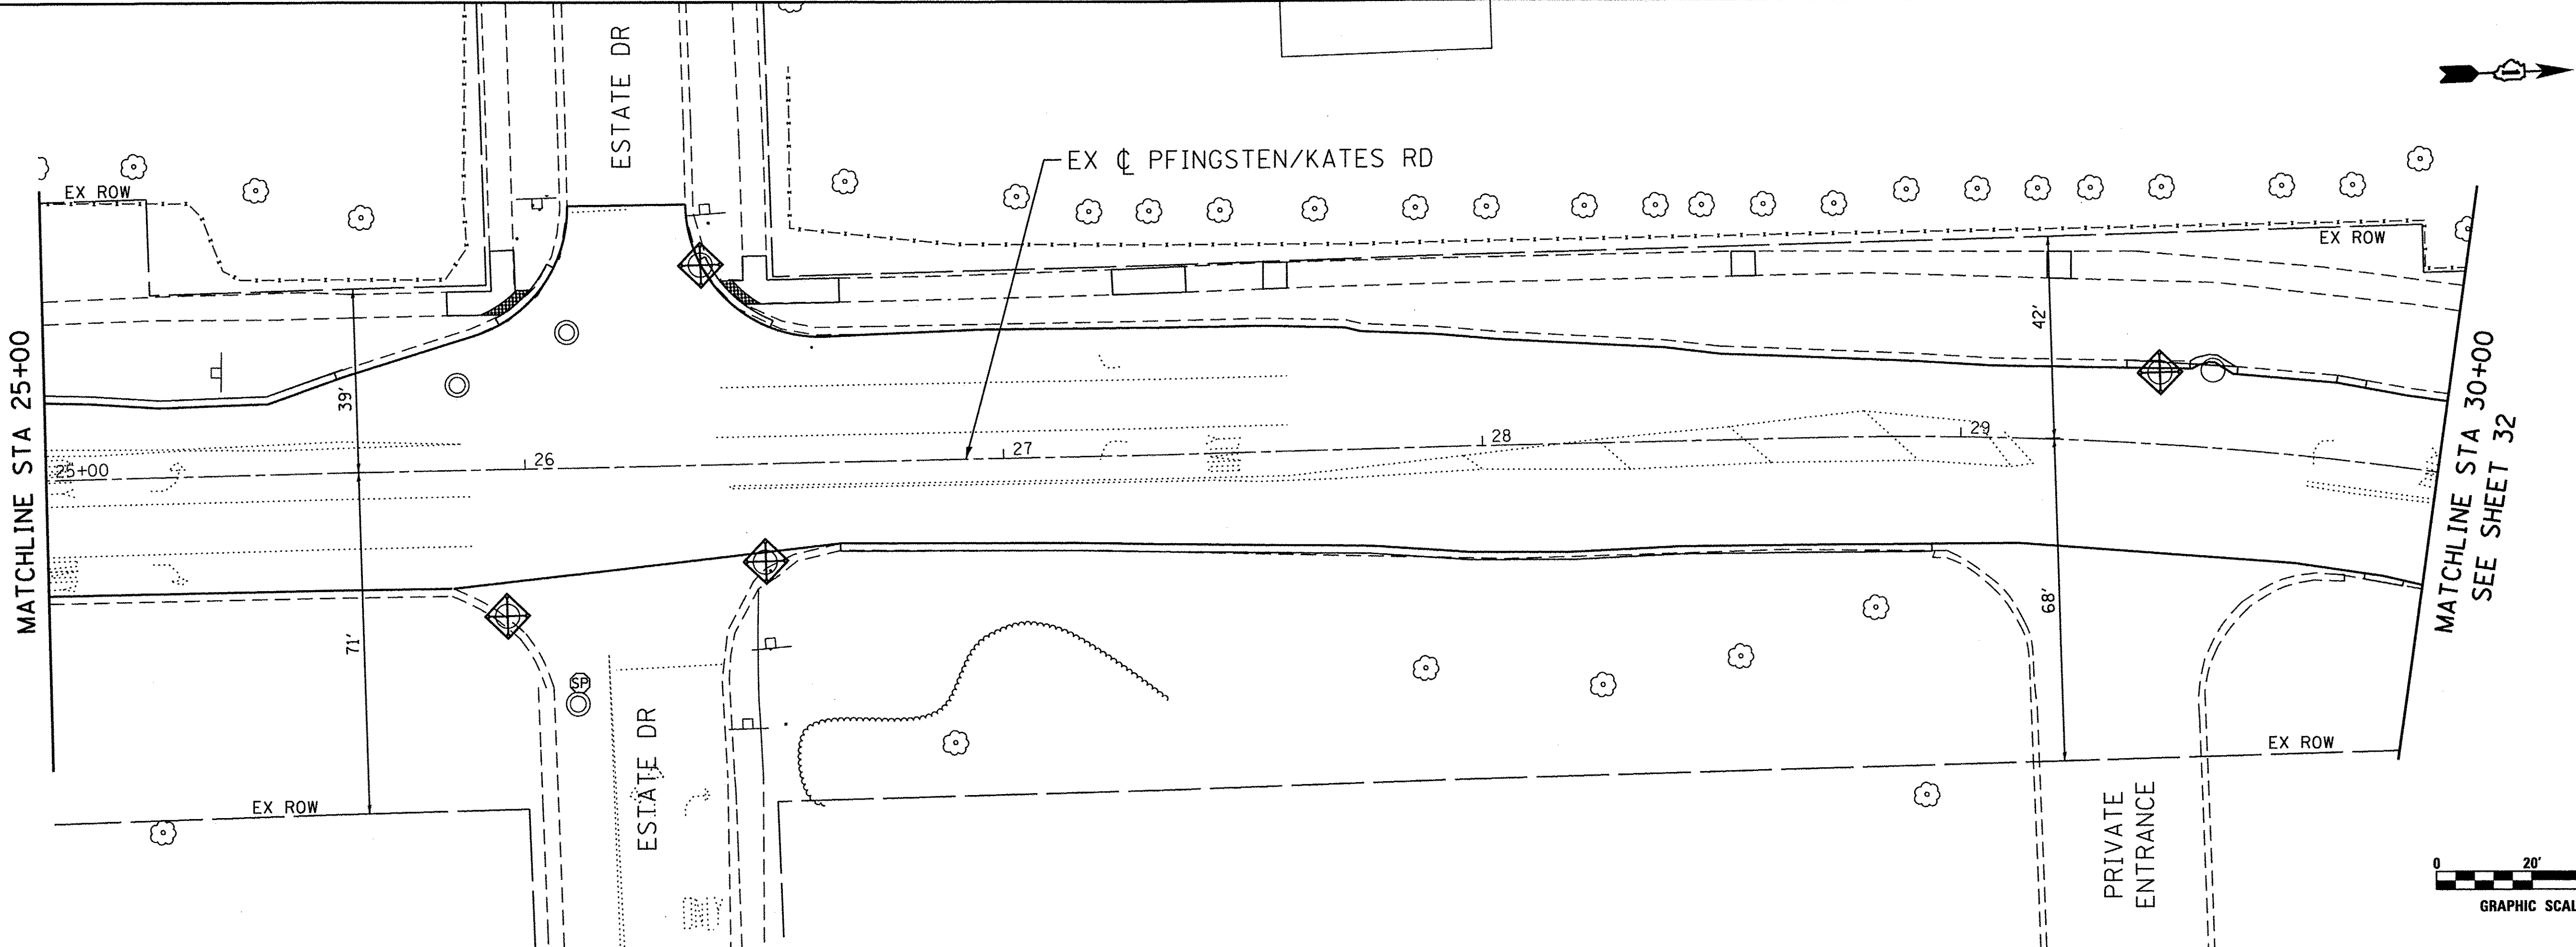 ESTATE DR
EX ℄ PFINGSTEN/KATES RD
EX ROW
EX ROW
MATCHLINE STA 25+00
39'
42'
25+00
26
27
28
29
MATCHLINE STA 30+00
SEE SHEET 32
71'
68'
SP
ESTATE DR
EX ROW
EX ROW
PRIVATE
ENTRANCE
ONLY
0 20'
GRAPHIC SCAL